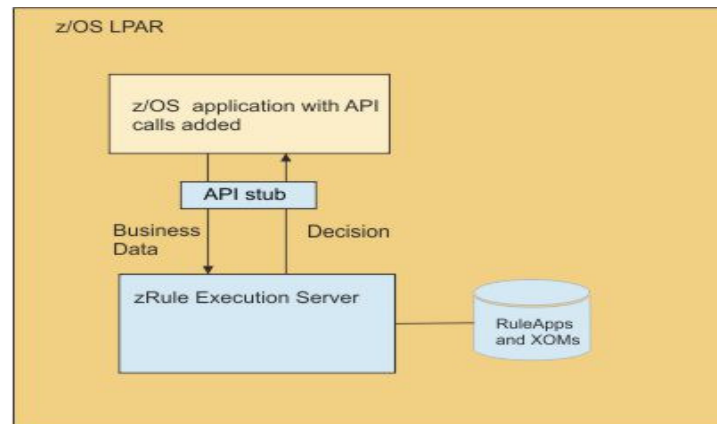 z/OS LPAR
z/OS application with API
calls added
API stub
Business
Data
Decision
zRule Execution Server
RuleApps
and XOMs